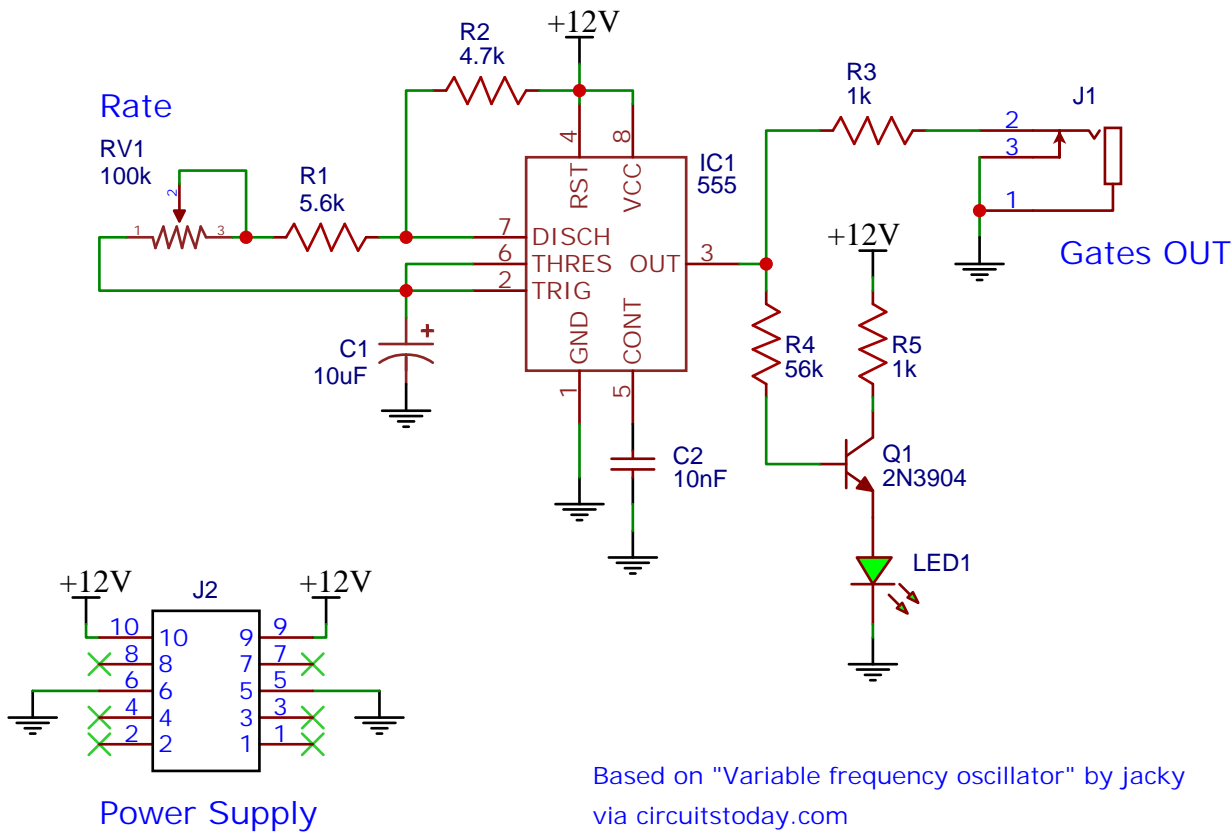 +12V
R2
4.7k
R3
1k
J1
Rate
RV1
100k
R1
5.6k
IC1
555
4
8
RST
VCC
2
3
1
2
1
3
7
6
2
DISCH
THRES
TRIG
OUT
3
GND
CONT
1
5
+12V
Gates OUT
C1
10uF
+
R4
56k
R5
1k
C2
10nF
Q1
2N3904
LED1
+12V
J2
+12V
10 10 9 9
8 8 7 7
6 6 5 5
4 4 3 3
2 2 1 1
Power Supply
Based on "Variable frequency oscillator" by jacky
via circuitstoday.com